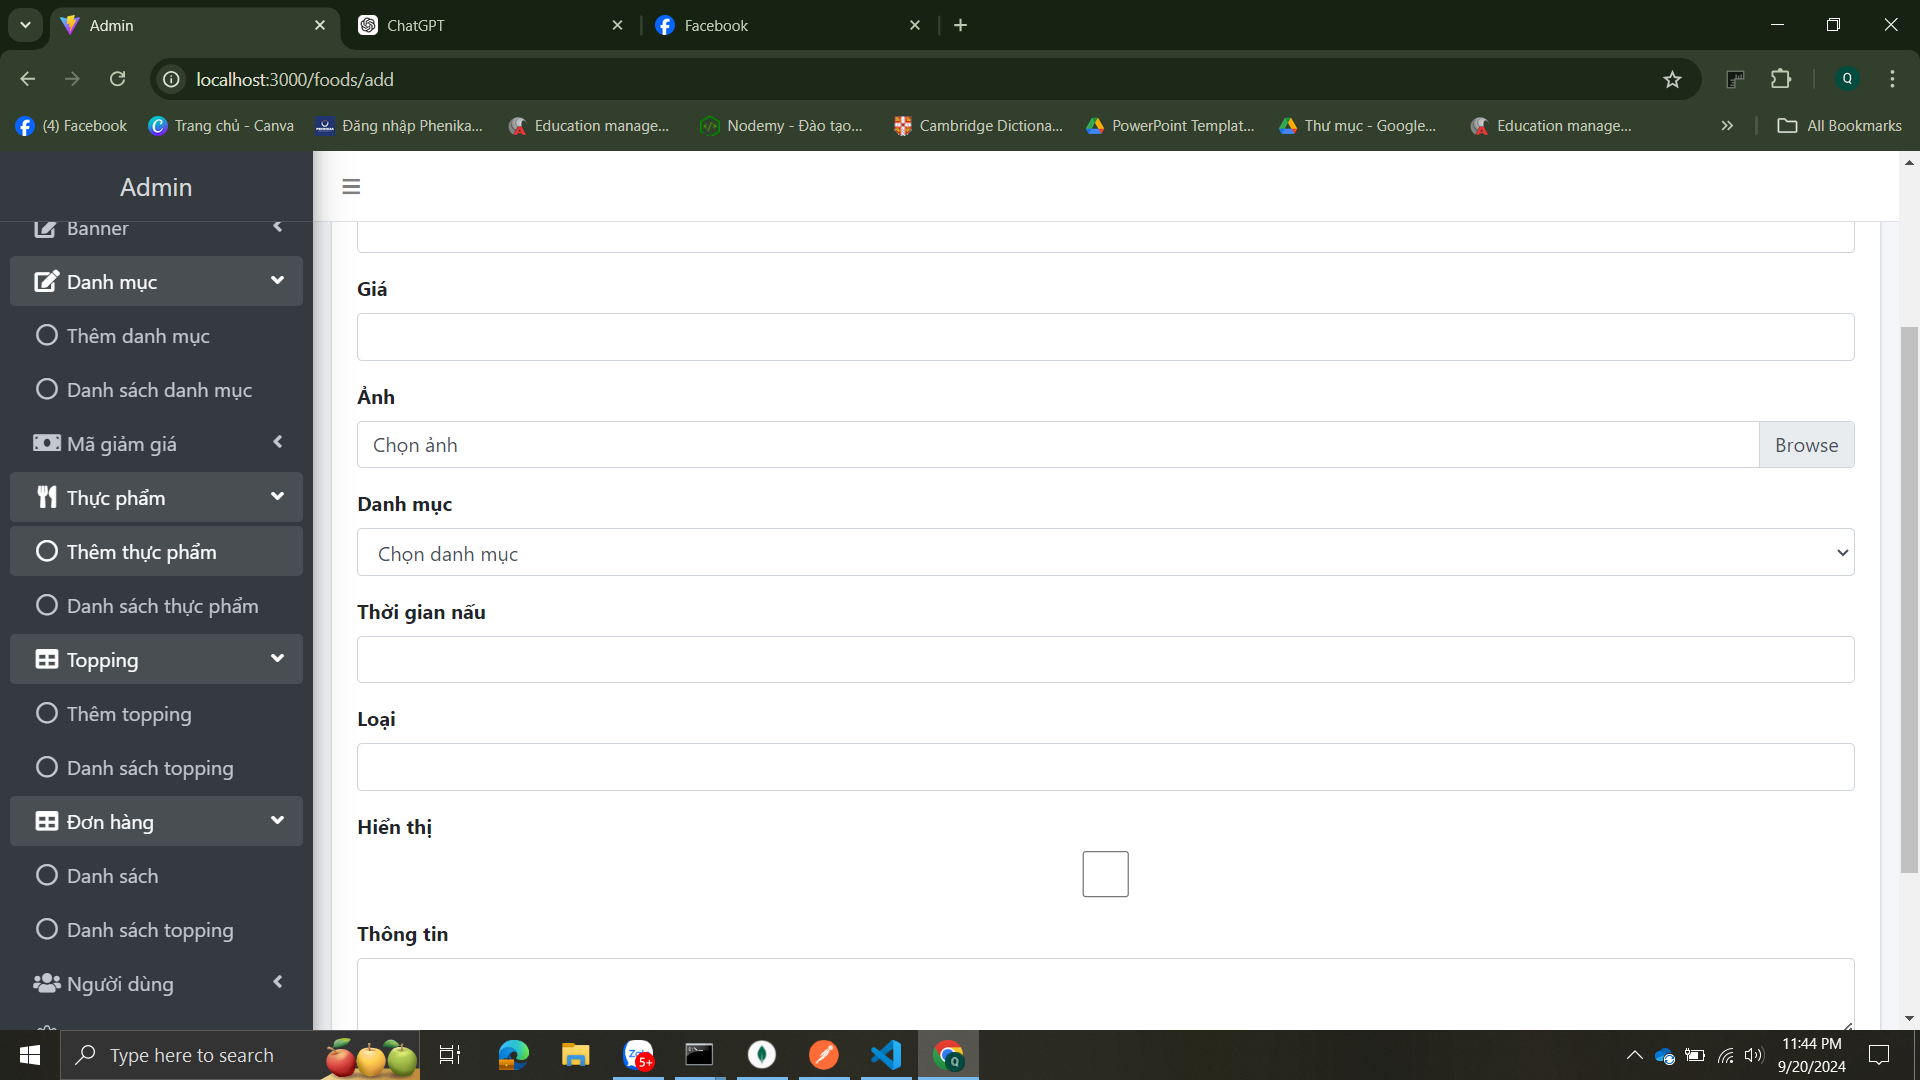 Admin
ChatGPT
Facebook
localhost:3000/foods/add
Q
(4) Facebook
Trang chủ - Canva
Đăng nhập Phenika...
Education manage...
Nodemy - Đào tạo...
Cambridge Dictiona...
PowerPoint Templat...
Thư mục - Google...
Education manage...
All Bookmarks
Admin
Banner
Danh mục
Thêm danh mục
Danh sách danh mục
Mã giảm giá
Thực phẩm
Thêm thực phẩm
Danh sách thực phẩm
Topping
Thêm topping
Danh sách topping
Đơn hàng
Danh sách
Danh sách topping
Người dùng
Giá
Ảnh
Chọn ảnh
Browse
Danh mục
Chọn danh mục
Thời gian nấu
Loại
Hiển thị
Thông tin
Type here to search
5+
Q
11:44 PM
9/20/2024